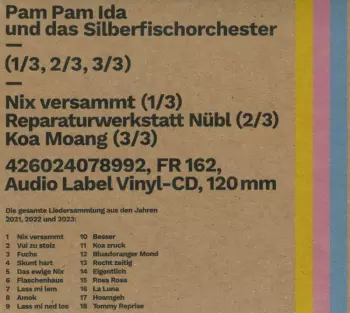 Pam Pam Ida
und das Silberfischorchester
—
(1/3, 2/3, 3/3)
—
Nix versammt (1/3)
Reparaturwerkstatt Nübl (2/3)
Koa Moang (3/3)
—
426024078992, FR 162,
Audio Label Vinyl-CD, 120 mm
Die gesamte Liedersammlung aus den Jahren
2021, 2022 und 2023:
1 Nix versammt
2 Vui zu stolz
3 Fuchs
4 Skunt hart
5 Das ewige Nix
6 Flaschenhaus
7 Lass mi lem
8 Amok
9 Lass mi ned los
10 Besser
11 Koa zruck
12 Bluadoranger Mond
13 Recht zeitig
14 Eigentlich
15 Rosa Rosa
16 La Luna
17 Hoamgeh
18 Tommy Reprise